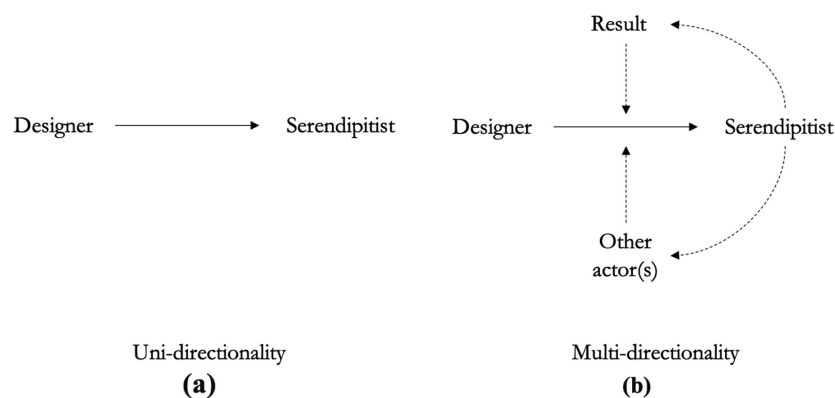 Designer
Serendipitist
Uni-directionality
(a)
Result
Designer
Serendipitist
Other
actor(s)
Multi-directionality
(b)